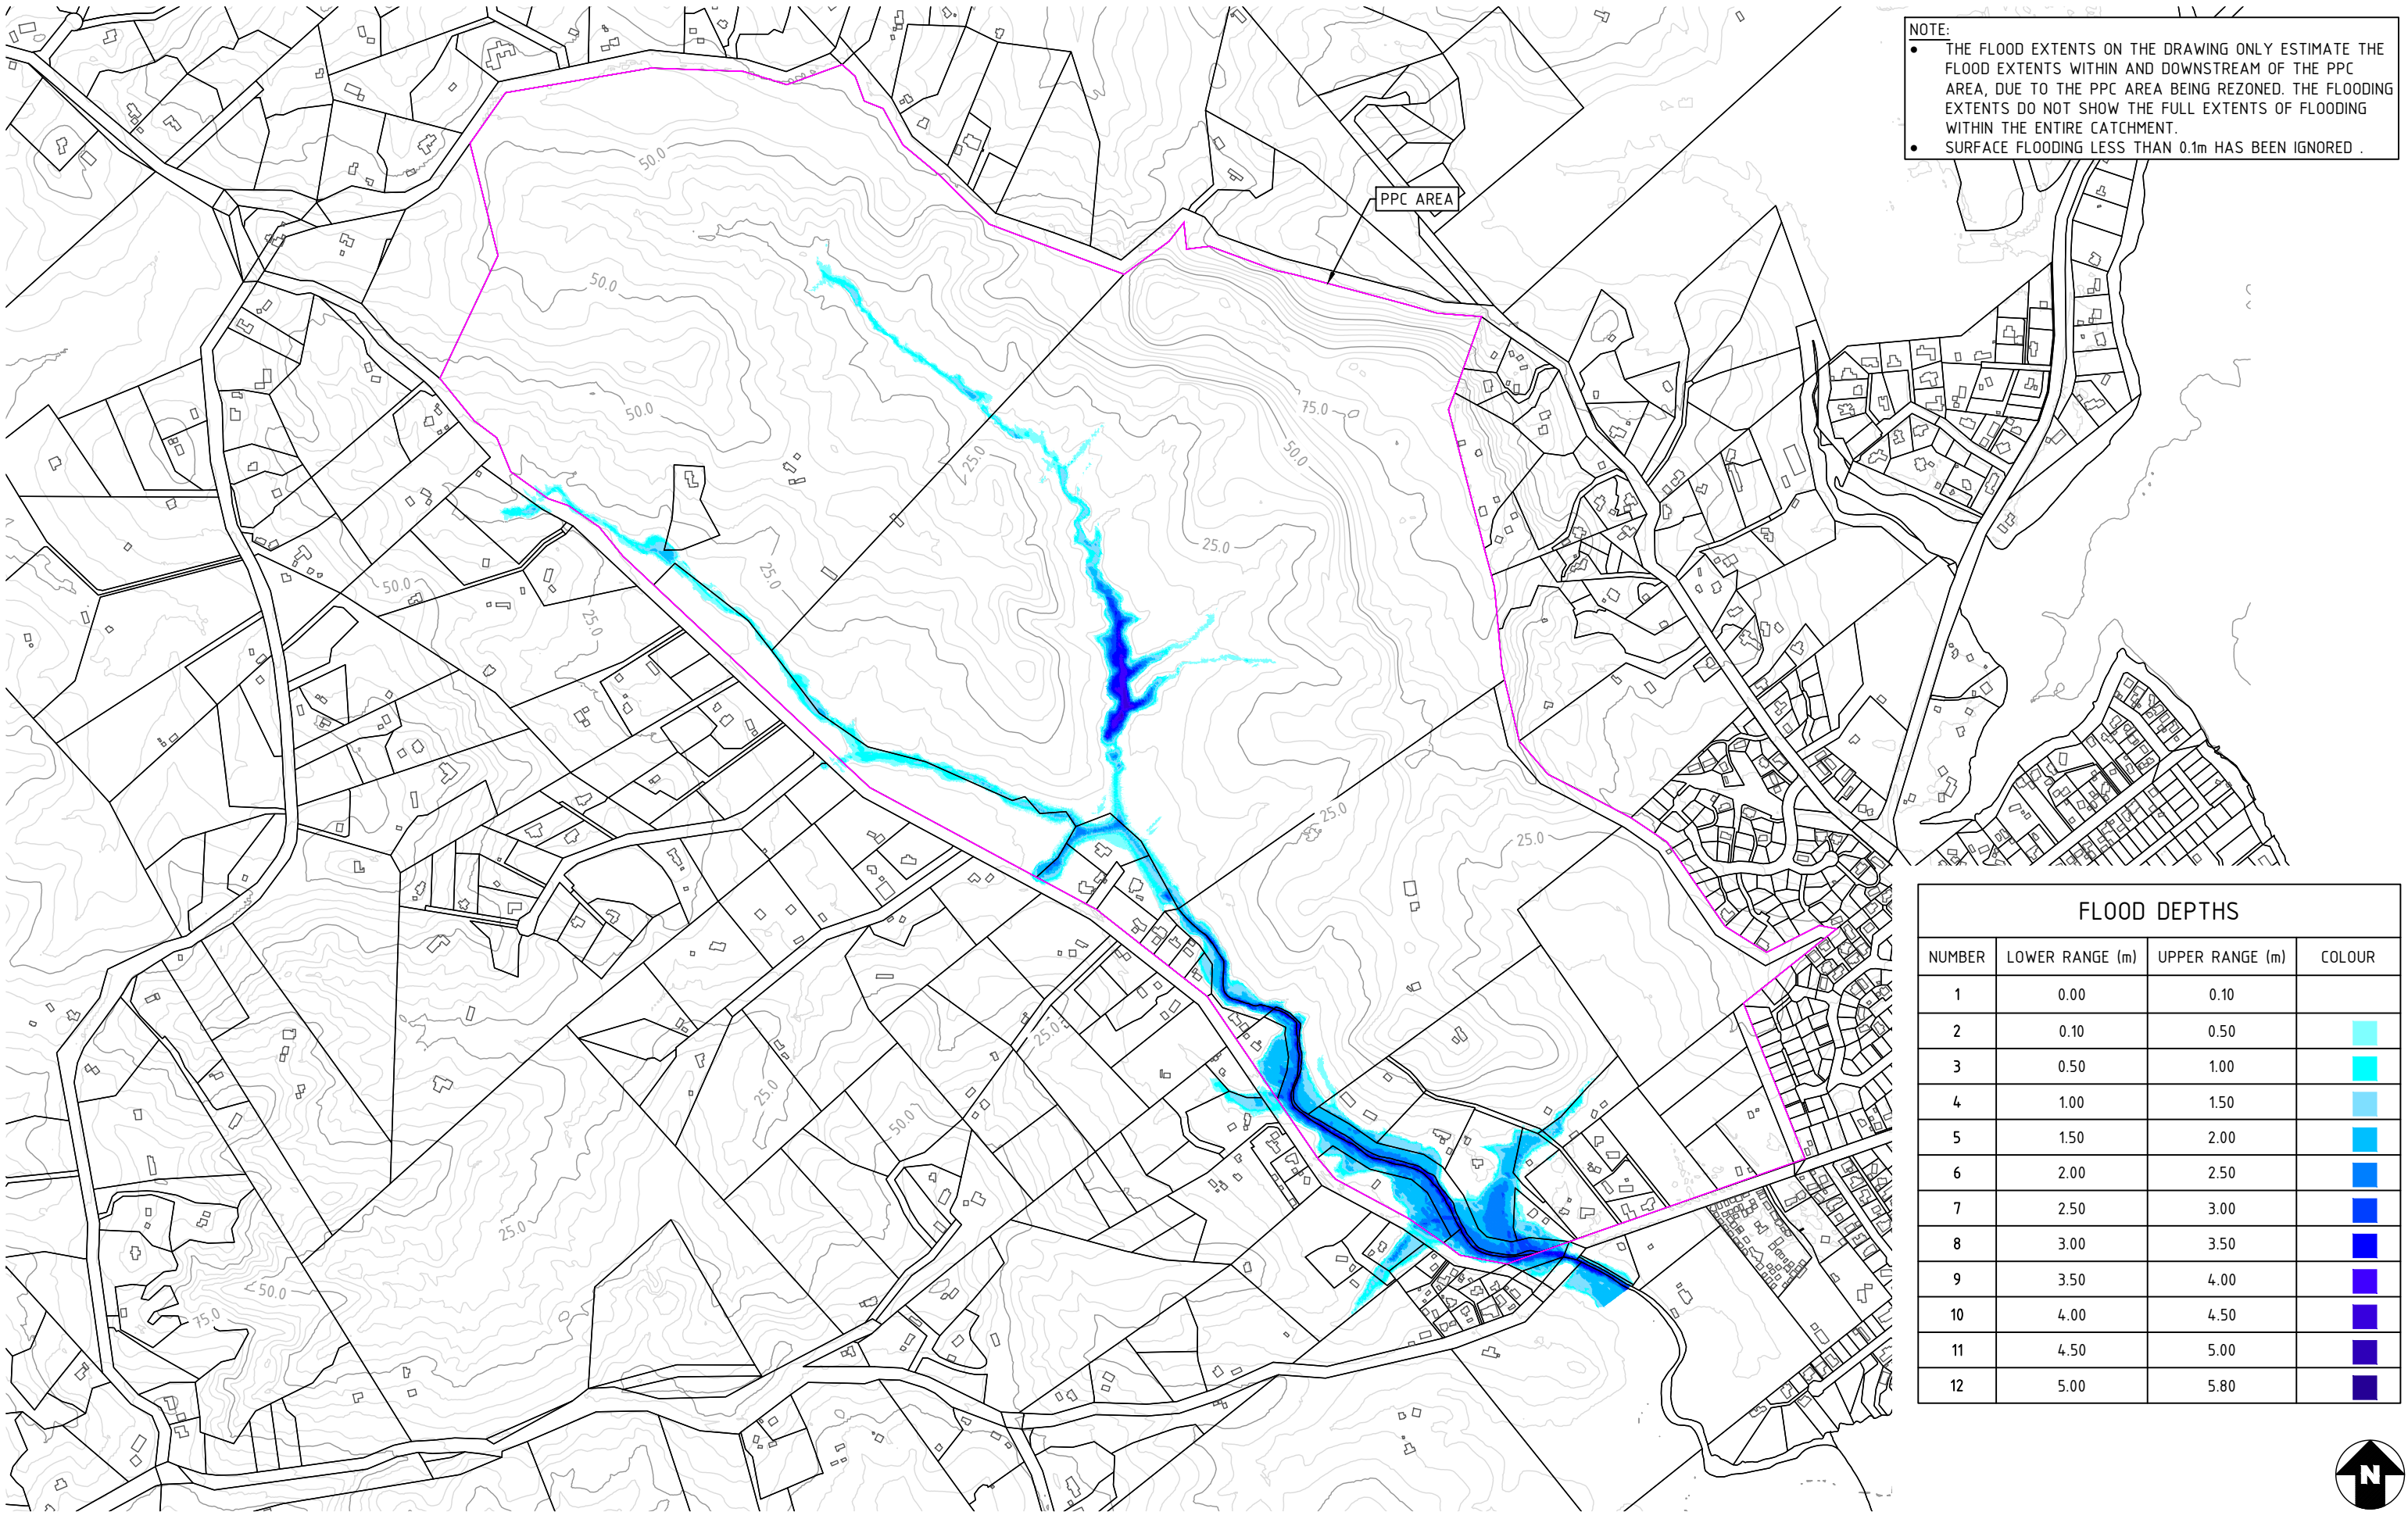 NOTE:
• THE FLOOD EXTENTS ON THE DRAWING ONLY ESTIMATE THE
FLOOD EXTENTS WITHIN AND DOWNSTREAM OF THE PPC
AREA, DUE TO THE PPC AREA BEING REZONED. THE FLOODING
EXTENTS DO NOT SHOW THE FULL EXTENTS OF FLOODING
WITHIN THE ENTIRE CATCHMENT.
• SURFACE FLOODING LESS THAN 0.1m HAS BEEN IGNORED .
PPC AREA
50.0
50.0
50.0
75.0
50.0
25.0
25.0
25.0
50.0
25.0
25.0
25.0
25.0
25.0
50.0
25.0
50.0
75.0
FLOOD DEPTHS
NUMBER LOWER RANGE (m) UPPER RANGE (m) COLOUR
1 0.00 0.10
2 0.10 0.50
3 0.50 1.00
4 1.00 1.50
5 1.50 2.00
6 2.00 2.50
7 2.50 3.00
8 3.00 3.50
9 3.50 4.00
10 4.00 4.50
11 4.50 5.00
12 5.00 5.80
N